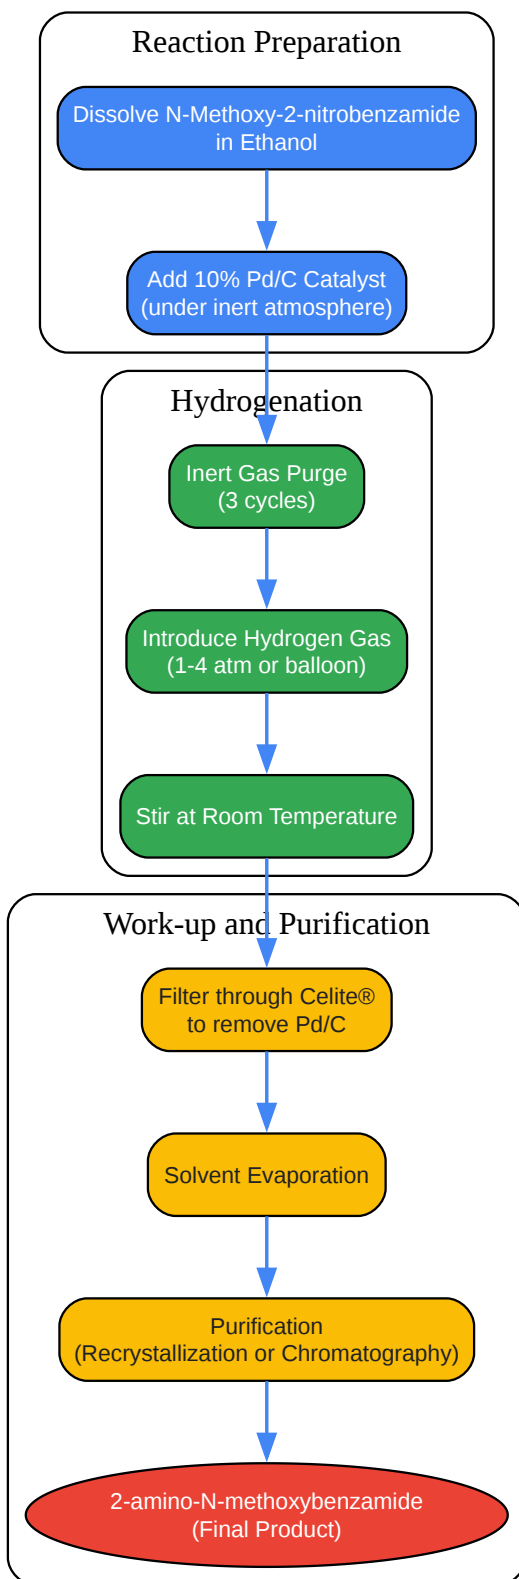 Reaction Preparation
Dissolve N-Methoxy-2-nitrobenzamide
in Ethanol
Add 10% Pd/C Catalyst
(under inert atmosphere)
Hydrogenation
Inert Gas Purge
(3 cycles)
Introduce Hydrogen Gas
(1-4 atm or balloon)
Stir at Room Temperature
Work-up and Purification
Filter through Celite®
to remove Pd/C
Solvent Evaporation
Purification
(Recrystallization or Chromatography)
2-amino-N-methoxybenzamide
(Final Product)